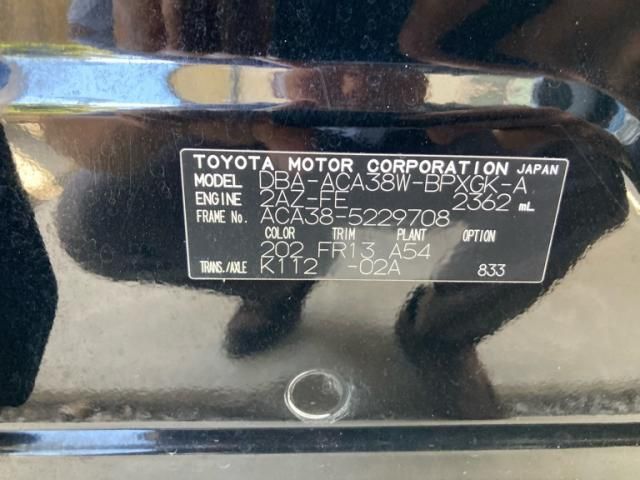 TOYOTA MOTOR CORPORATION JAPAN
MODEL DBA-ACA38W-BPXGK-A
ENGINE 2AZ-FE 2362 mL
FRAME NO. ACA38-5229708
COLOR TRIM PLANT OPTION
202 FR13 A54
TRANS./AXLE K112 -02A 833